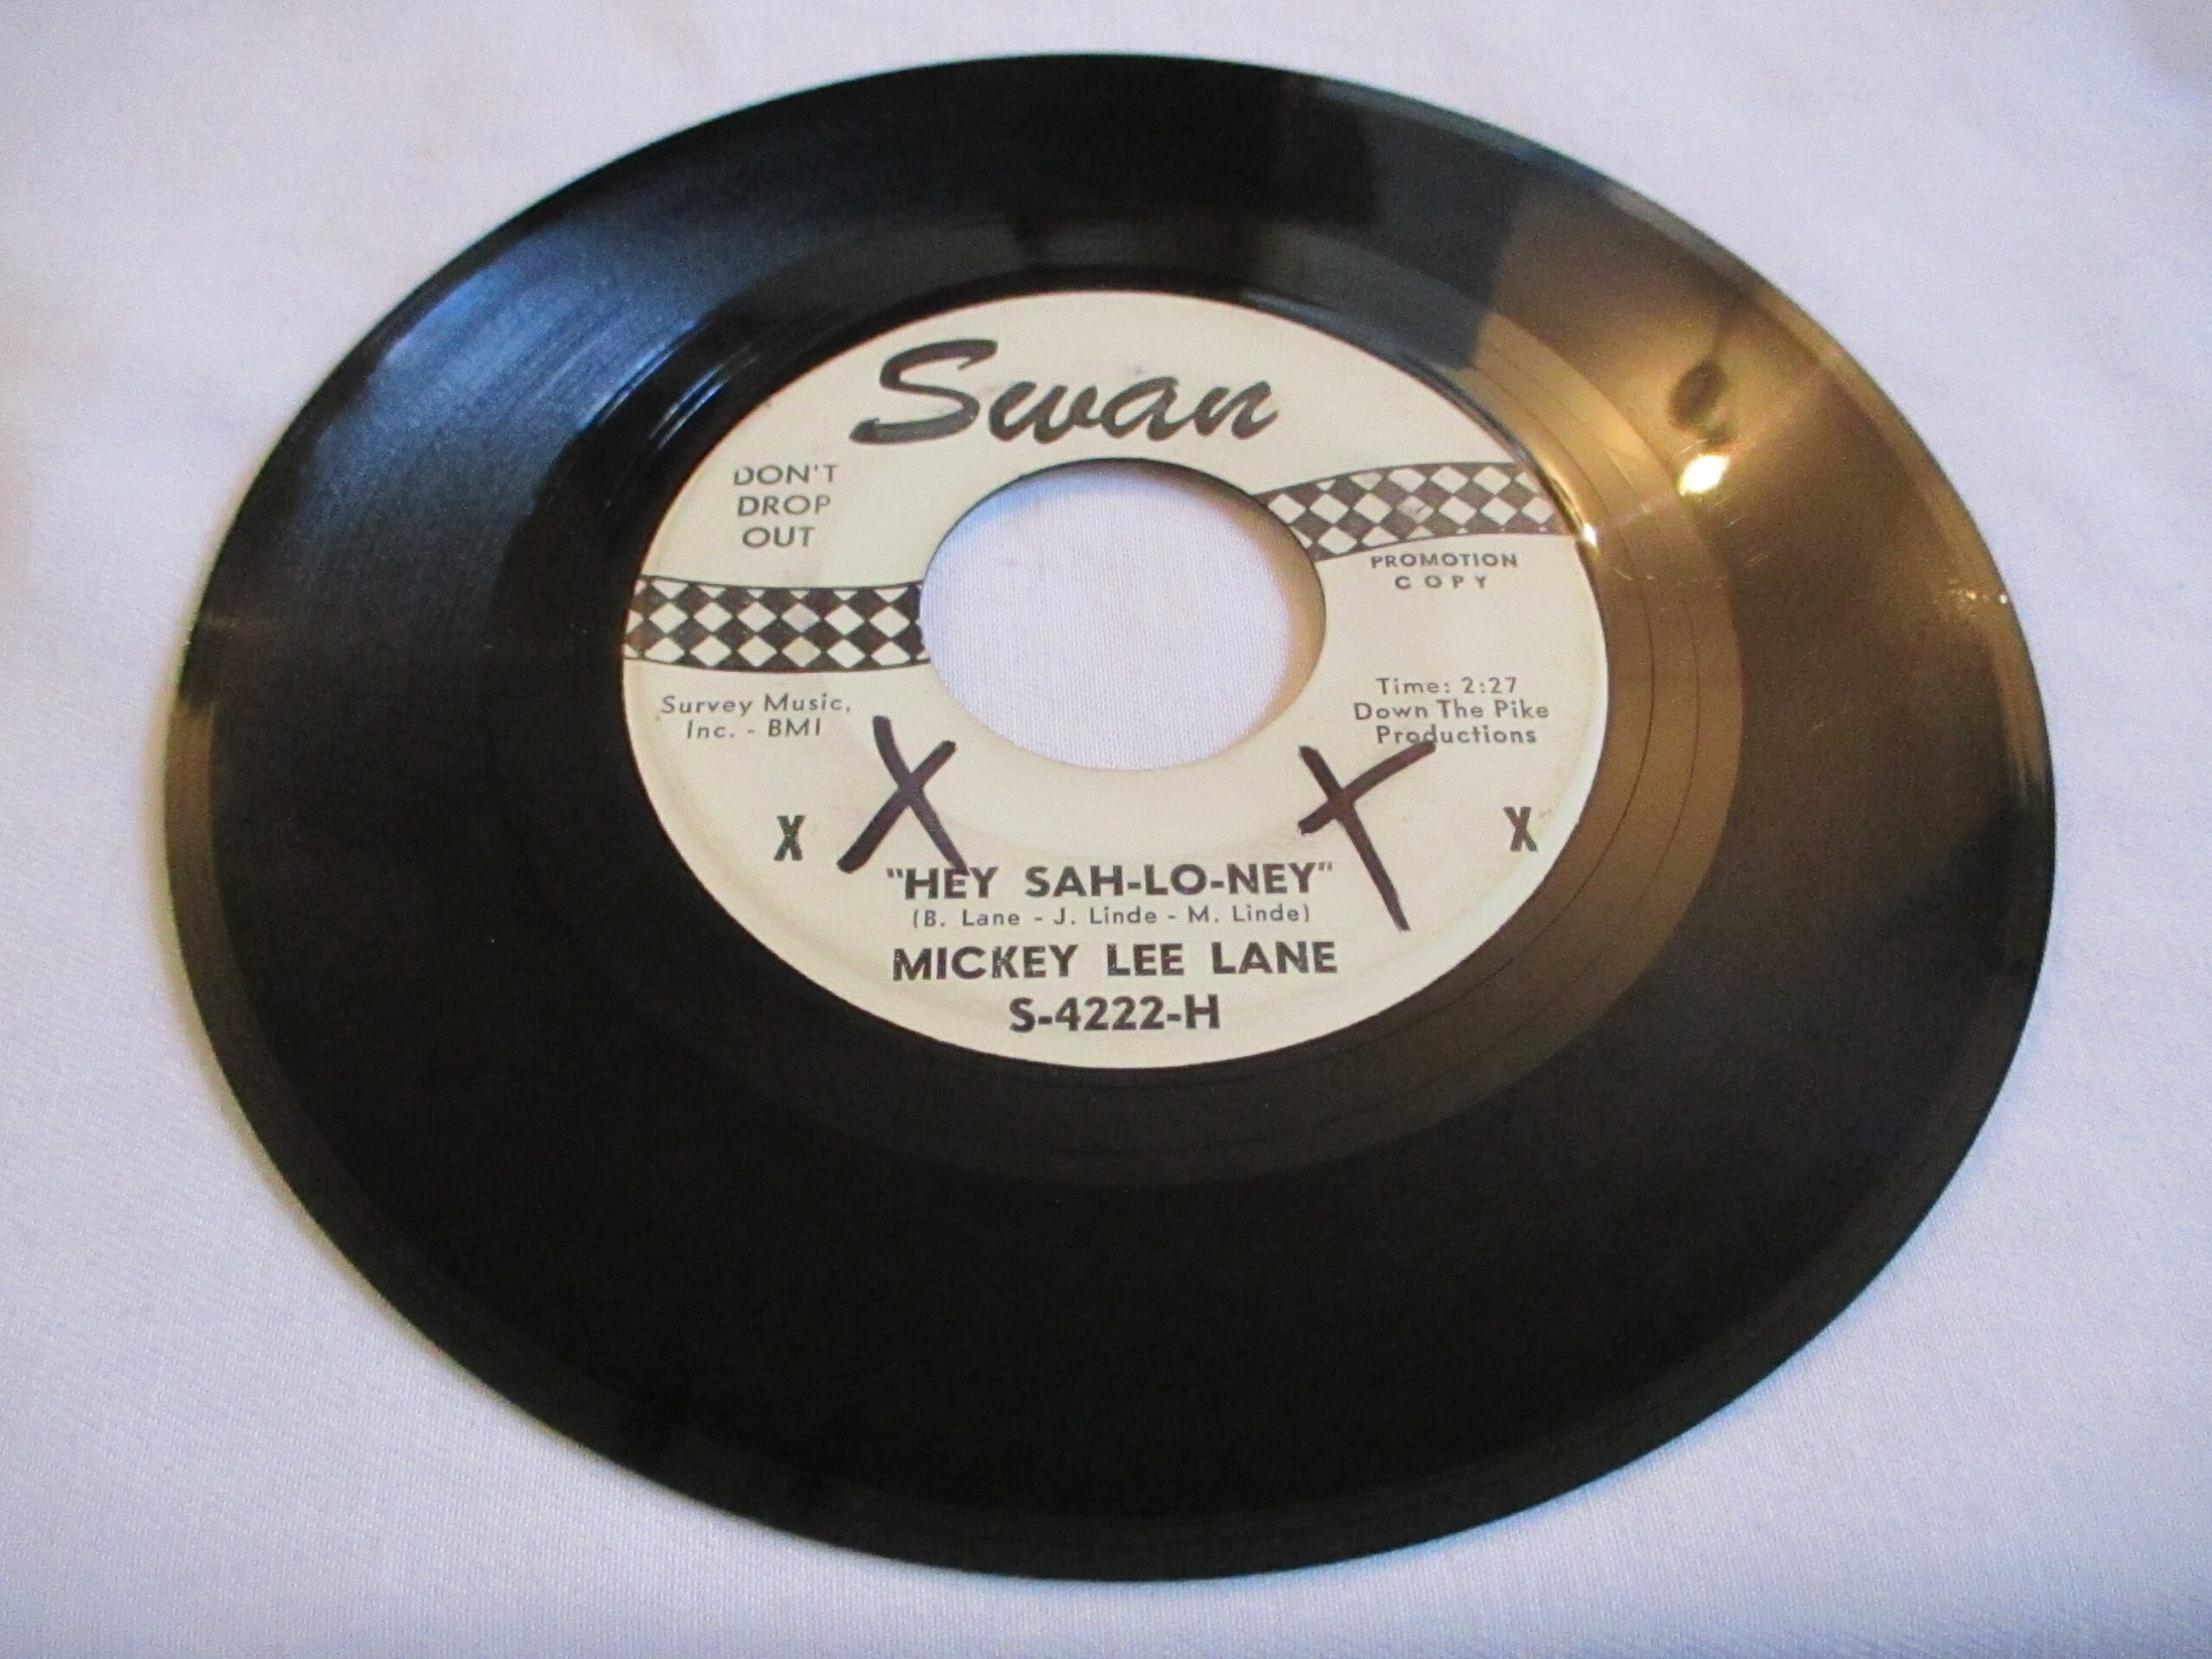 Swan
DON'T
DROP
OUT
PROMOTION
COPY
Survey Music,
Inc. - BMI
Time: 2:27
Down The Pike
Productions
X X X X
"HEY SAH-LO-NEY"
(B. Lane - J. Linde - M. Linde)
MICKEY LEE LANE
S-4222-H